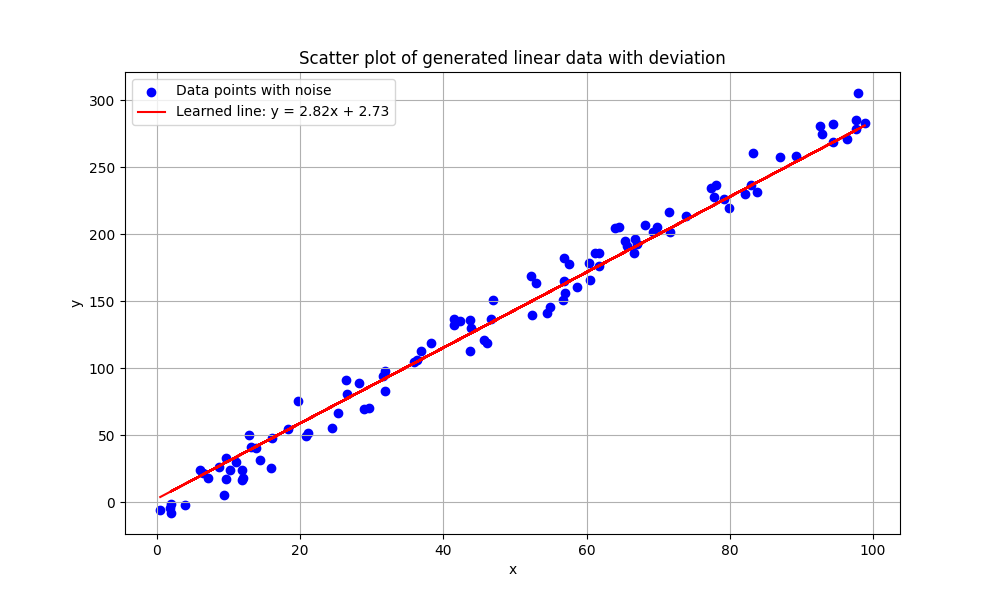 Scatter plot of generated linear data with deviation
Data points with noise
Learned line: y = 2.82x + 2.73
300
250
200
150
100
50
0
y
0 20 40 60 80 100
x